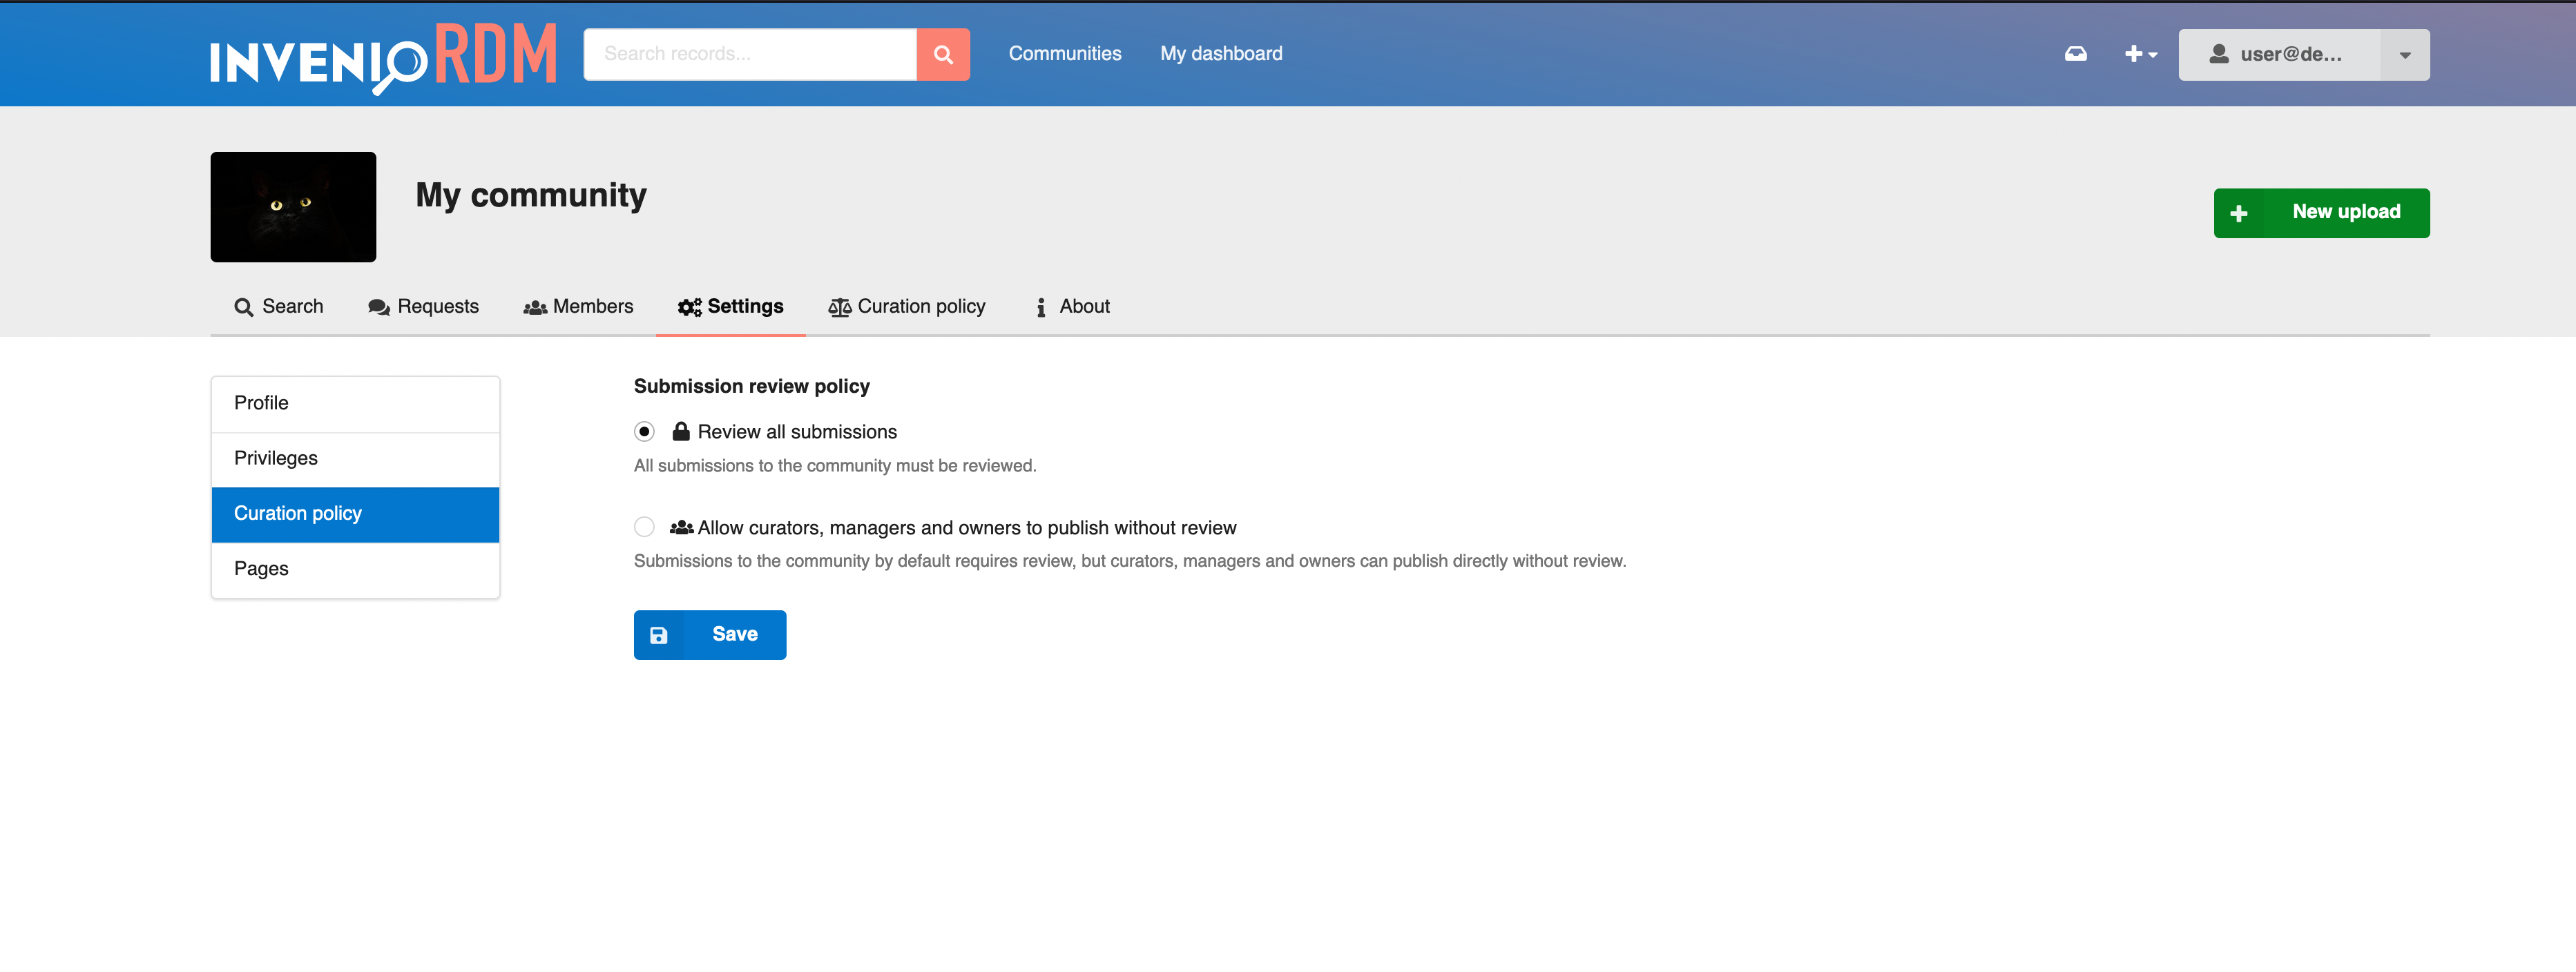 INVENIO RDM
Search records...
Communities
My dashboard
user@de...
My community
New upload
Search
Requests
Members
Settings
Curation policy
About
Profile
Privileges
Curation policy
Pages
Submission review policy
Review all submissions
All submissions to the community must be reviewed.
Allow curators, managers and owners to publish without review
Submissions to the community by default requires review, but curators, managers and owners can publish directly without review.
Save